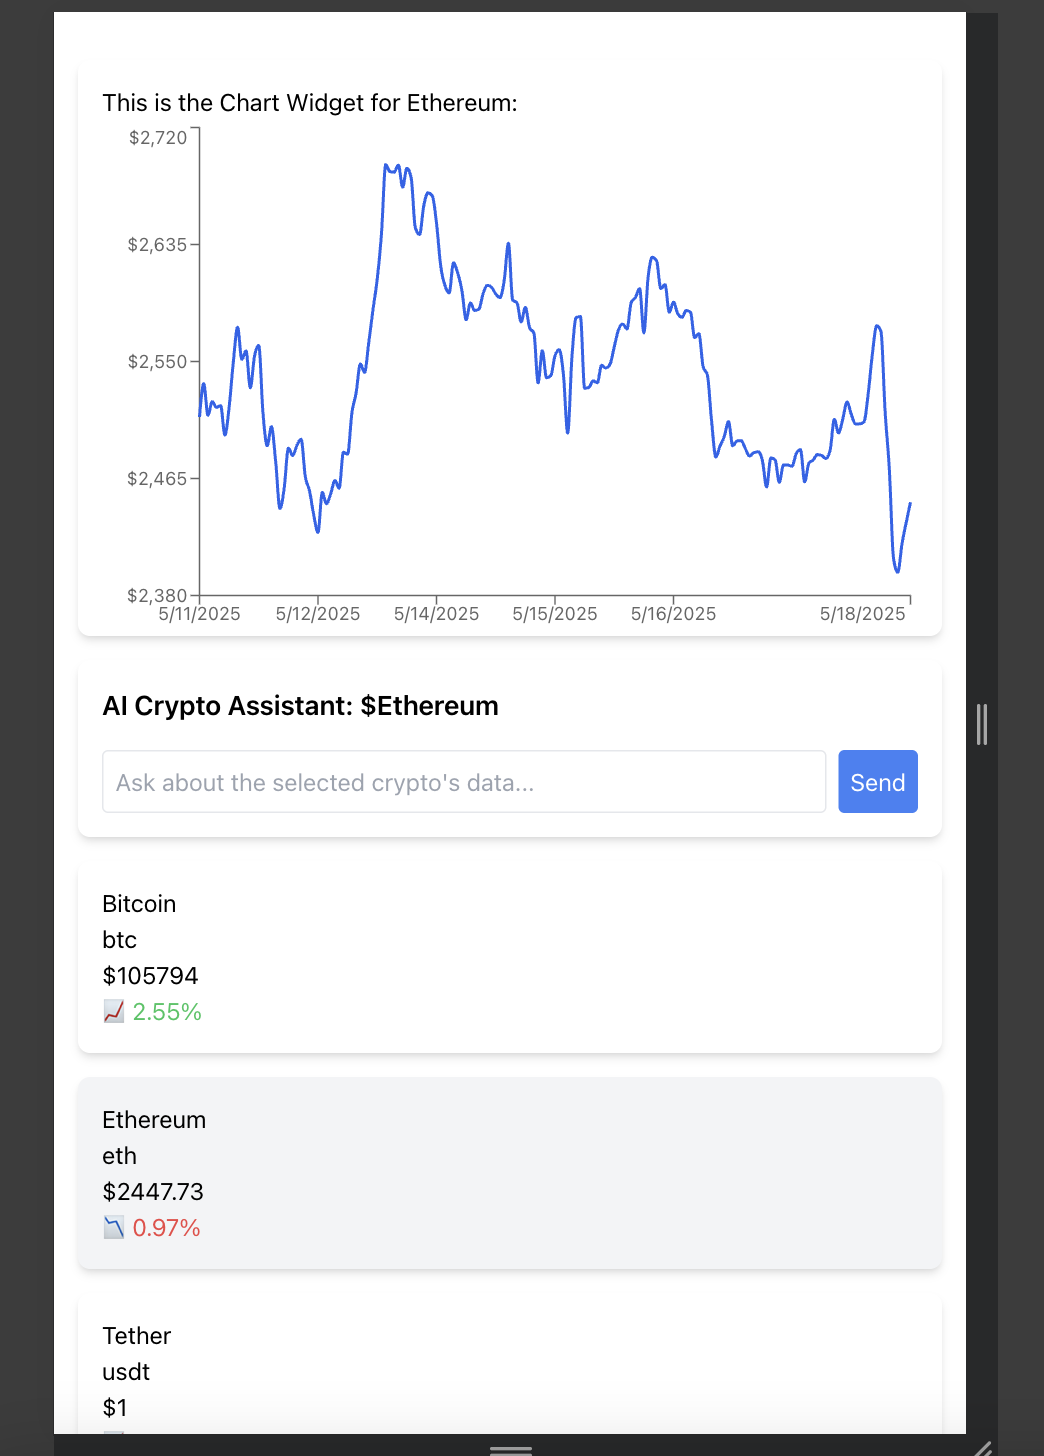 This is the Chart Widget for Ethereum:
$2,720
$2,635
$2,550
$2,465
$2,380
5/11/2025 5/12/2025 5/14/2025 5/15/2025 5/16/2025 5/18/2025
AI Crypto Assistant: $Ethereum
Ask about the selected crypto's data...
Send
Bitcoin
btc
$105794
📈 2.55%
Ethereum
eth
$2447.73
📉 0.97%
Tether
usdt
$1